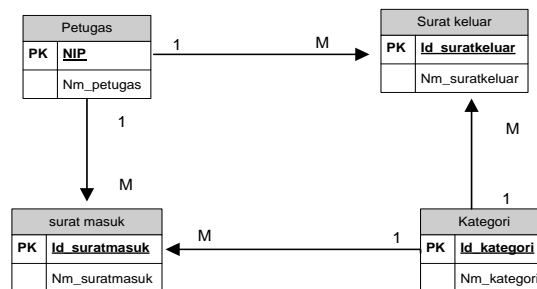 Petugas
PK NIP
Nm_petugas
1 M
Surat keluar
PK Id_suratkeluar
Nm_suratkeluar
1
M
M
1
surat masuk
PK Id_suratmasuk
Nm_suratmasuk
M 1
Kategori
PK Id_kategori
Nm_kategori